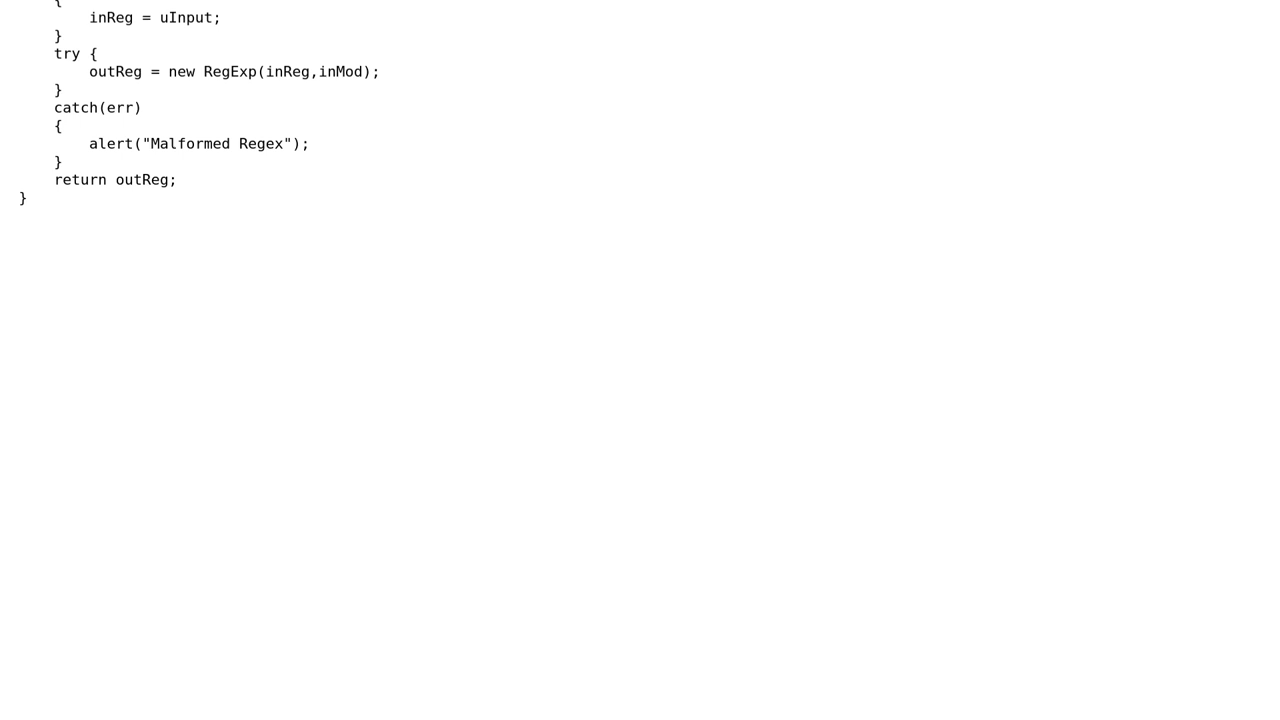 {
        inReg = uInput;
    }
    try {
        outReg = new RegExp(inReg,inMod);
    }
    catch(err)
    {
        alert("Malformed Regex");
    }
    return outReg;
}